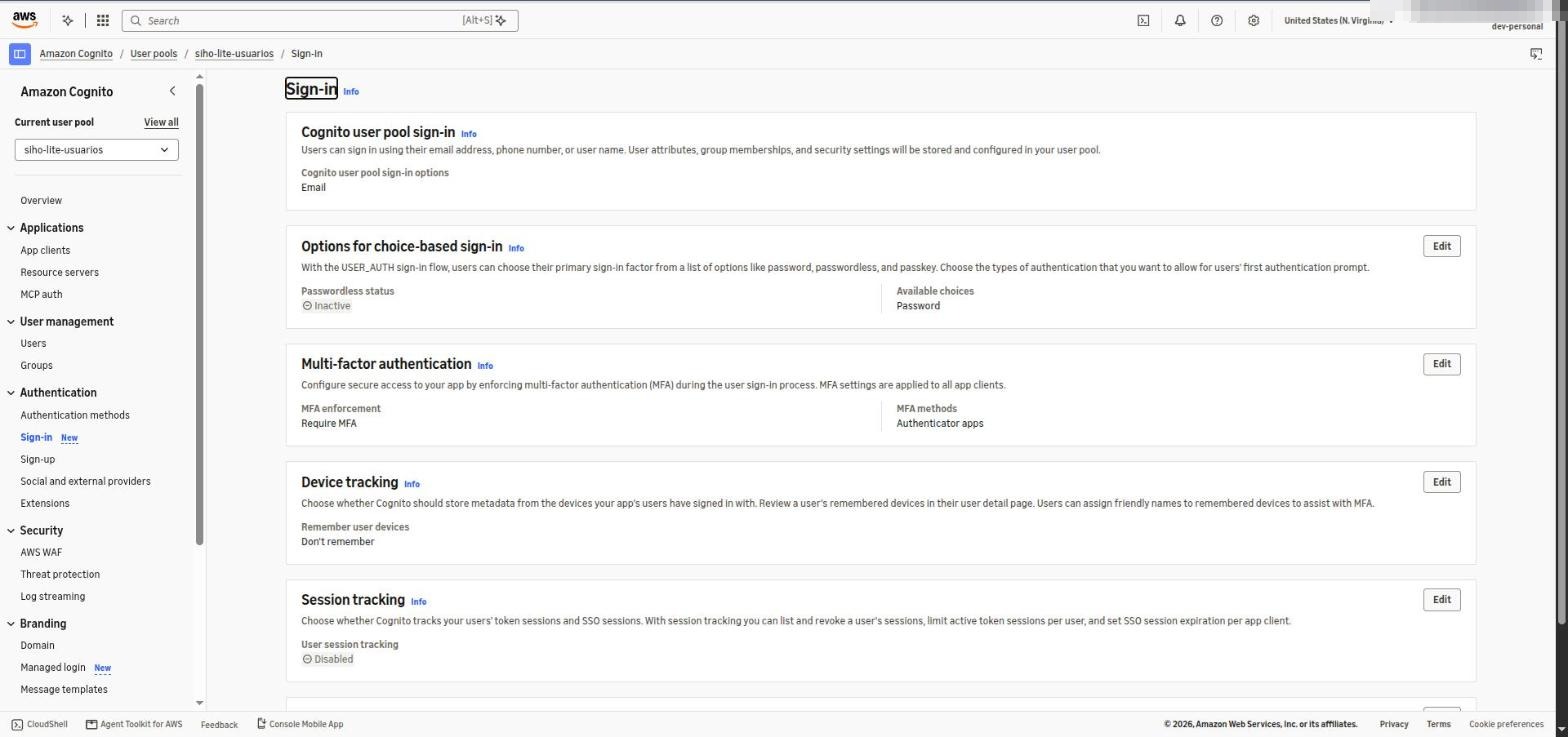 aws
Search
[Alt+S]
United States (N. Virginia)
dev-personal
Amazon Cognito / User pools / siho-lite-usuarios / Sign-in
Amazon Cognito
Current user pool
View all
siho-lite-usuarios
Overview
Applications
App clients
Resource servers
MCP auth
User management
Users
Groups
Authentication
Authentication methods
Sign-in New
Sign-up
Social and external providers
Extensions
Security
AWS WAF
Threat protection
Log streaming
Branding
Domain
Managed login New
Message templates
Sign-in Info
Cognito user pool sign-in Info
Users can sign in using their email address, phone number, or user name. User attributes, group memberships, and security settings will be stored and configured in your user pool.
Cognito user pool sign-in options
Email
Options for choice-based sign-in Info
Edit
With the USER_AUTH sign-in flow, users can choose their primary sign-in factor from a list of options like password, passwordless, and passkey. Choose the types of authentication that you want to allow for users' first authentication prompt.
Passwordless status
Inactive
Available choices
Password
Multi-factor authentication Info
Edit
Configure secure access to your app by enforcing multi-factor authentication (MFA) during the user sign-in process. MFA settings are applied to all app clients.
MFA enforcement
Require MFA
MFA methods
Authenticator apps
Device tracking Info
Edit
Choose whether Cognito should store metadata from the devices your app's users have signed in with. Review a user's remembered devices in their user detail page. Users can assign friendly names to remembered devices to assist with MFA.
Remember user devices
Don't remember
Session tracking Info
Edit
Choose whether Cognito tracks your users' token sessions and SSO sessions. With session tracking you can list and revoke a user's sessions, limit active token sessions per user, and set SSO session expiration per app client.
User session tracking
Disabled
CloudShell
Agent Toolkit for AWS
Feedback
Console Mobile App
© 2026, Amazon Web Services, Inc. or its affiliates.
Privacy
Terms
Cookie preferences